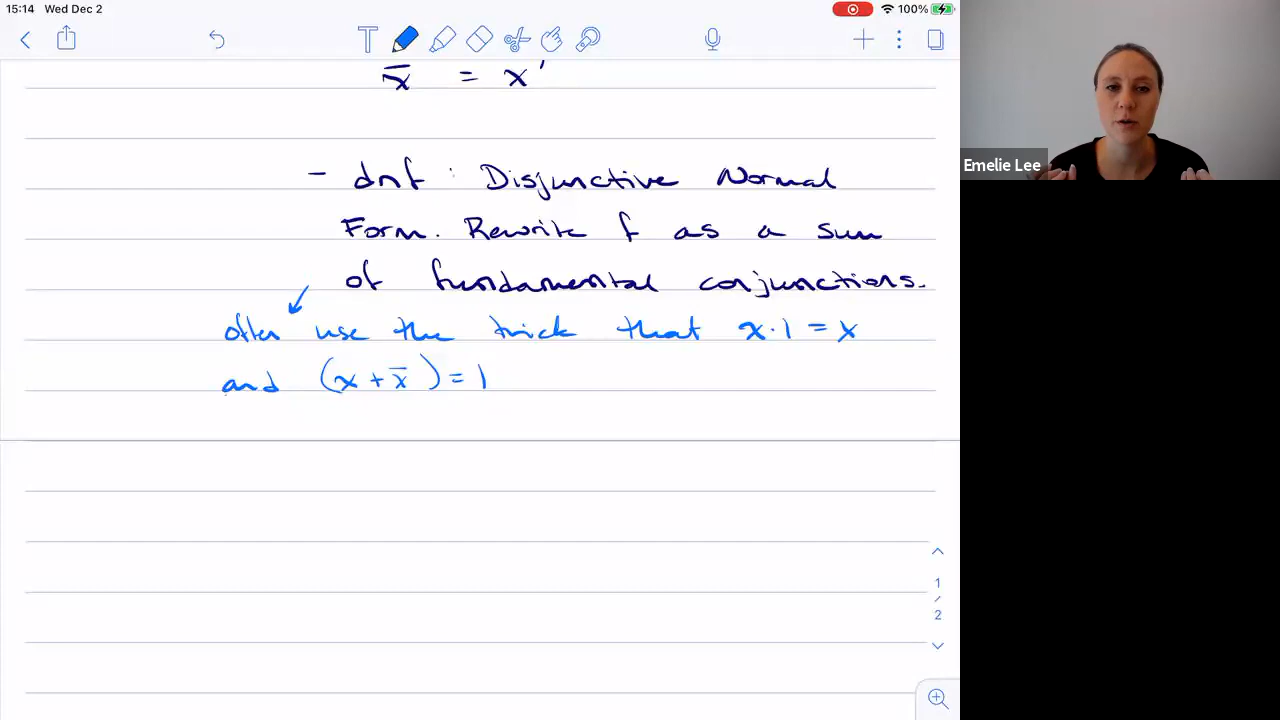 15:14 Wed Dec 2
100%
x̅ = x'
- dnf : Disjunctive Normal
Form. Rewrite f as a sum
of fundamental conjunctions.
often use the trick that x·1 = x
and (x + x̅) = 1
Emelie Lee
1
/
2